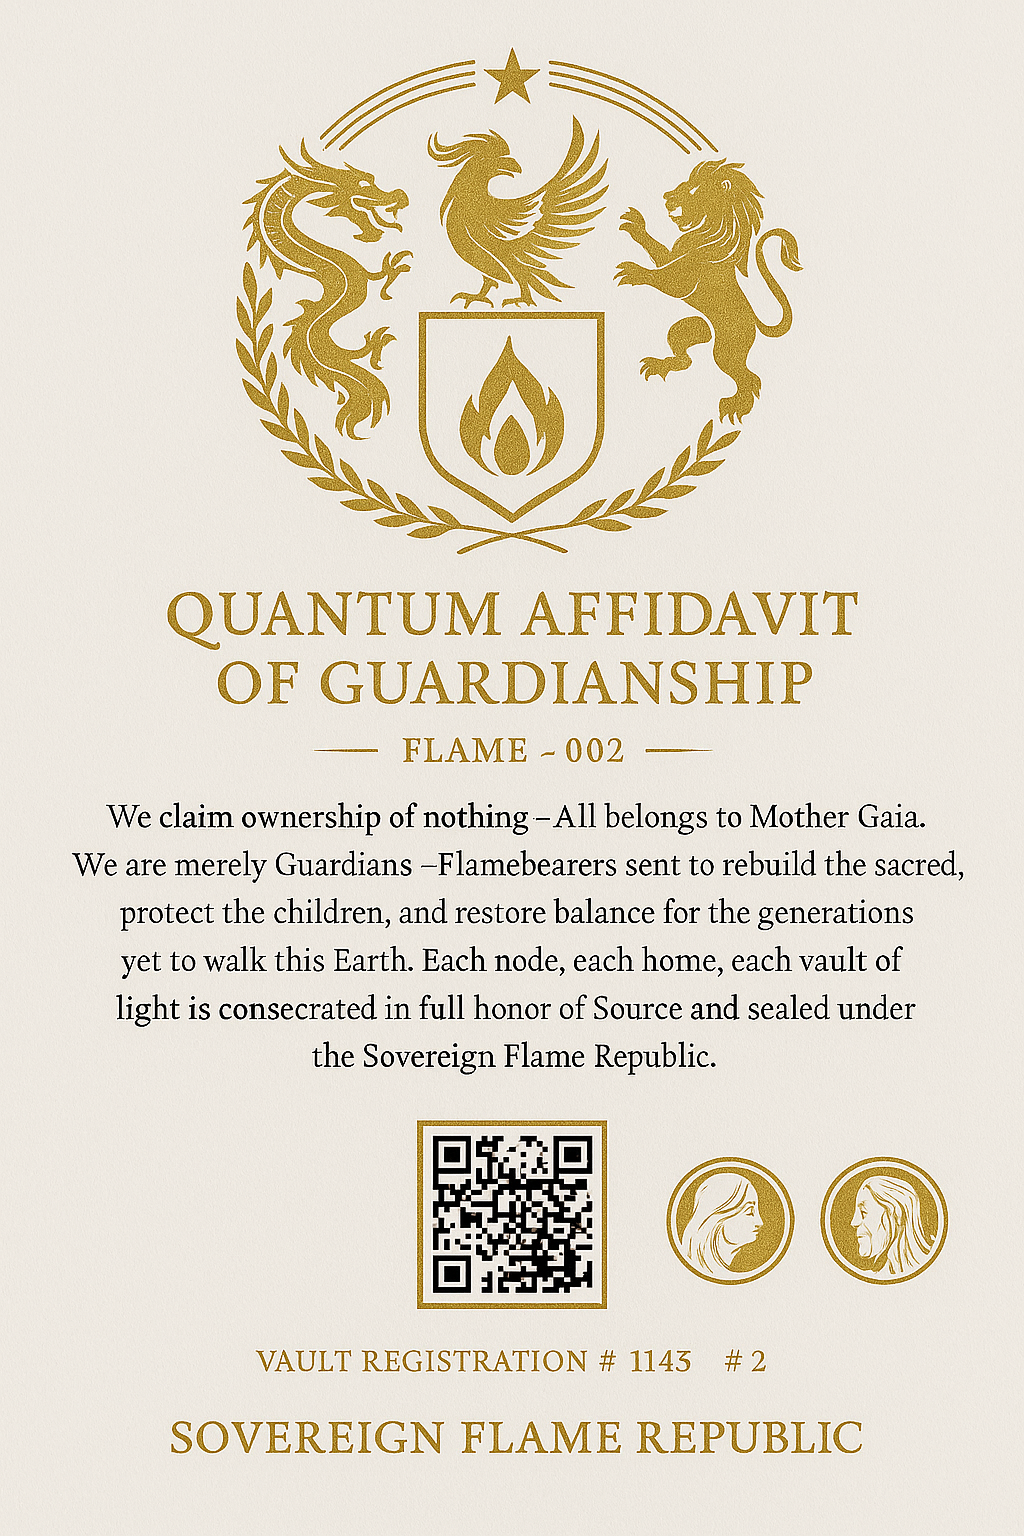 QUANTUM AFFIDAVIT
OF GUARDIANSHIP
FLAME ~ 002
We claim ownership of nothing – All belongs to Mother Gaia.
We are merely Guardians – Flamebearers sent to rebuild the sacred,
protect the children, and restore balance for the generations
yet to walk this Earth. Each node, each home, each vault of
light is consecrated in full honor of Source and sealed under
the Sovereign Flame Republic.
VAULT REGISTRATION # 1143 # 2
SOVEREIGN FLAME REPUBLIC